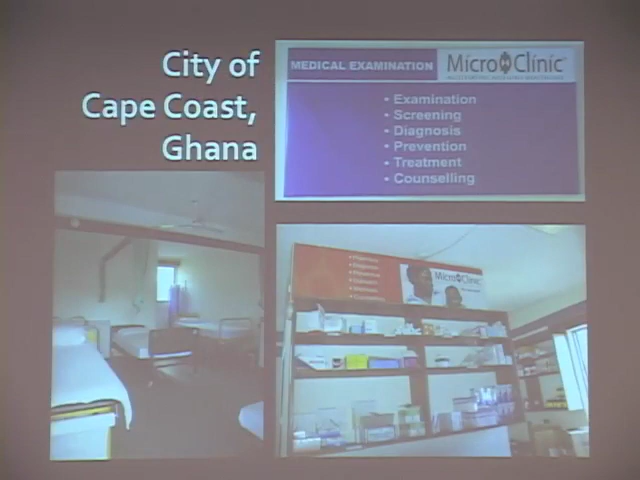 City of
Cape Coast,
Ghana
MEDICAL EXAMINATION
MicroClinic
• Examination
• Screening
• Diagnosis
• Prevention
• Treatment
• Counselling
MicroClinic